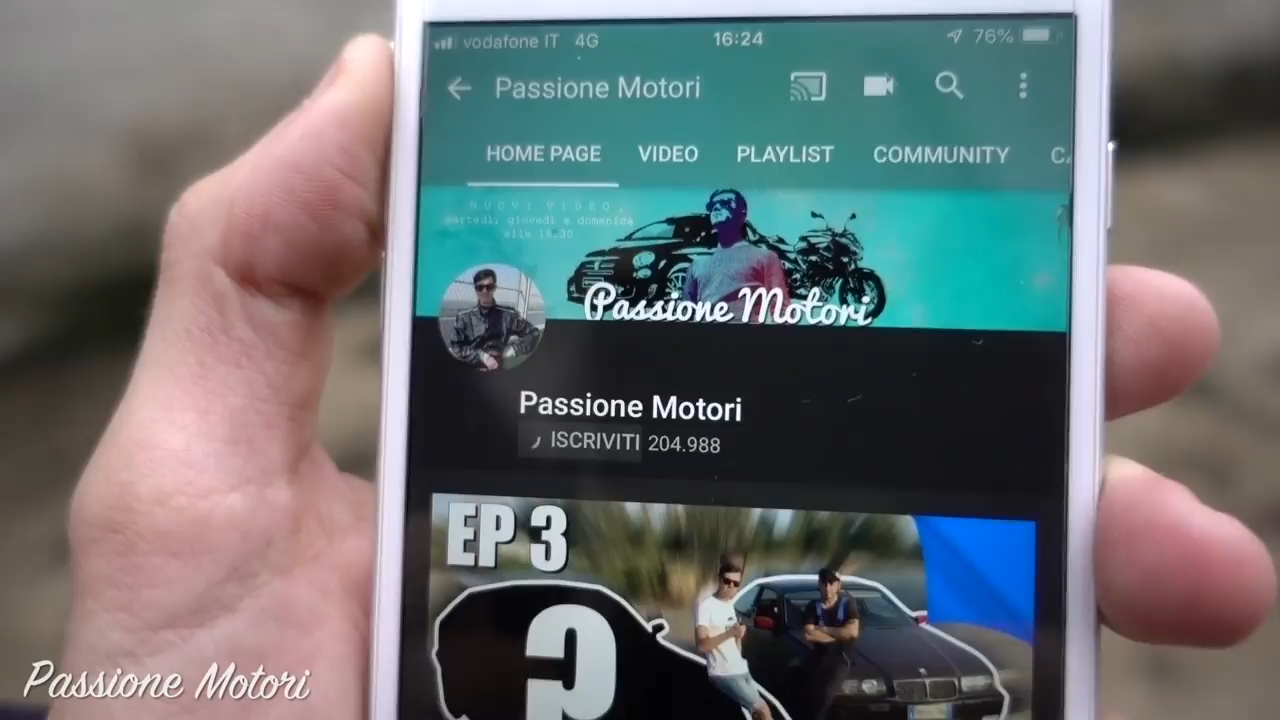 vodafone IT 4G 16:24 76%
Passione Motori
HOME PAGE VIDEO PLAYLIST COMMUNITY
NUOVI VIDEO
martedì, giovedì e domenica
alle 16.30
Passione Motori
Passione Motori
ISCRIVITI 204.988
EP 3
?
Passione Motori